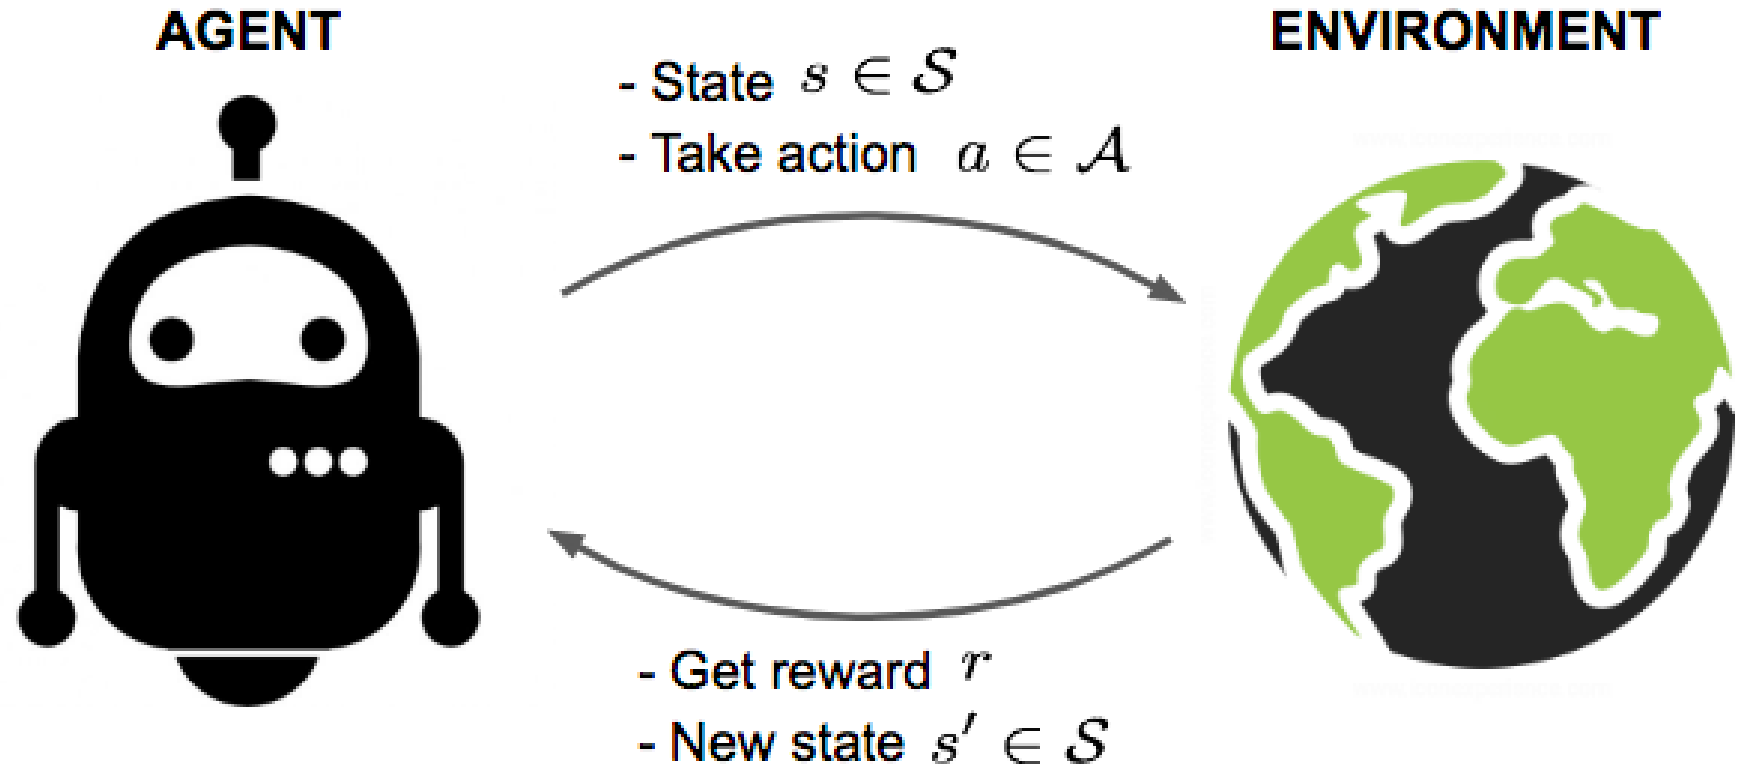 AGENT
ENVIRONMENT
- State s ∈ 𝒮
- Take action a ∈ 𝒜
- Get reward r
- New state s′ ∈ 𝒮